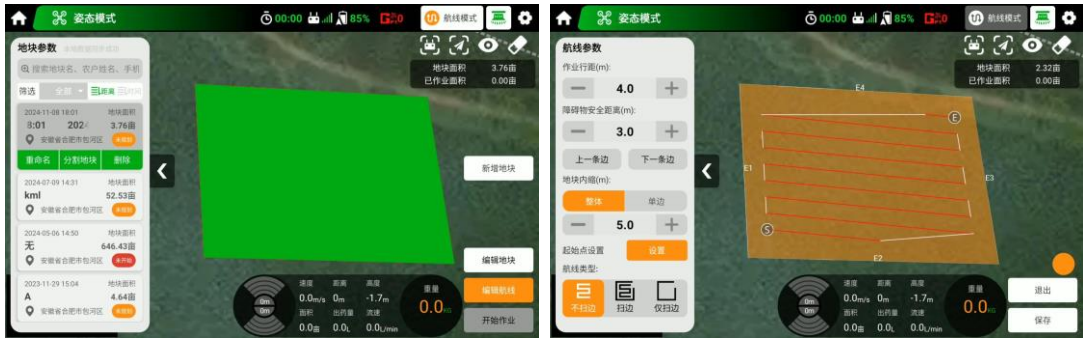 姿态模式
00:00
85%
航线模式
地块参数
搜索地块名、农户姓名、手机
地块面积 3.76亩
已作业面积 0.00亩
筛选 全部 距离 时间
2024-11-08 18:01 地块面积
3.76亩
安徽省合肥市包河区
重命名 分割地块 删除
新增地块
2024-07-09 14:31 地块面积
kml 52.53亩
安徽省合肥市包河区
2024-05-06 14:50 地块面积
无 646.43亩
安徽省合肥市包河区 未开始
编辑地块
2023-11-29 15:04 地块面积
A 4.64亩
安徽省合肥市包河区
编辑航线
开始作业
0m
0m
速度 距离 高度 重量
0.0m/s 0m -1.7m
0.0KG
面积 出药量 流速
0.0亩 0.0L 0.0L/min
姿态模式
00:00
85%
航线模式
航线参数
地块面积 2.32亩
已作业面积 0.00亩
作业行距(m):
4.0
障碍物安全距离(m):
3.0
上一条边 下一条边
地块内缩(m):
整体 单边
5.0
起始点设置 设置
航线类型:
不扫边 扫边 仅扫边
E4
E
E1
E3
S
E2
0m
0m
速度 距离 高度 重量
0.0m/s 0m -1.7m
0.0KG
面积 出药量 流速
0.0亩 0.0L 0.0L/min
退出
保存